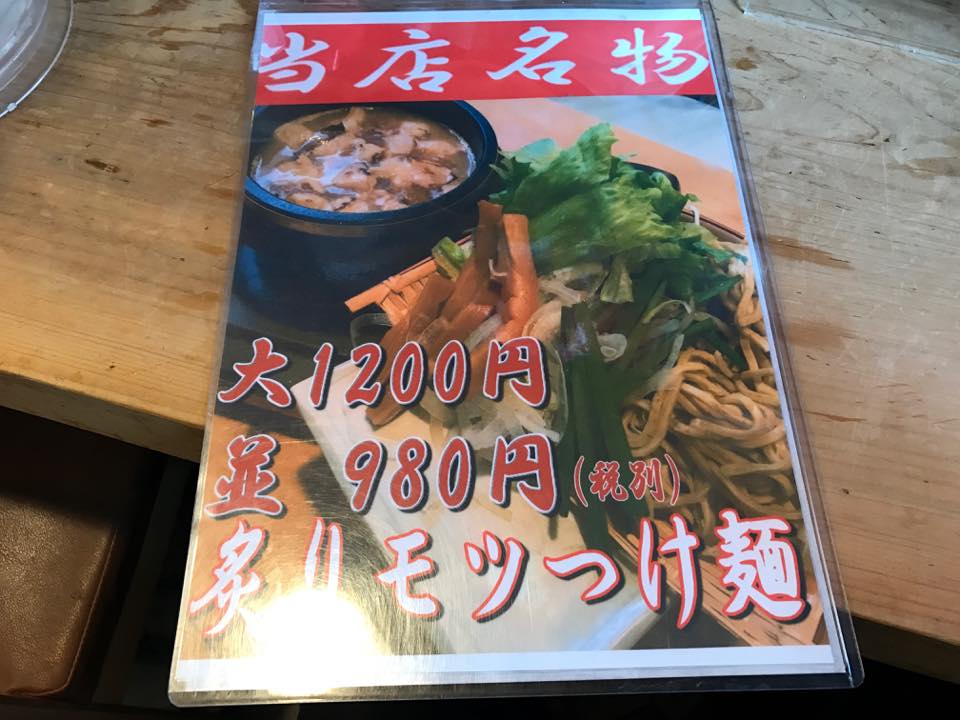 当店名物
大1200円
並 980円(税別)
炙りモツつけ麺